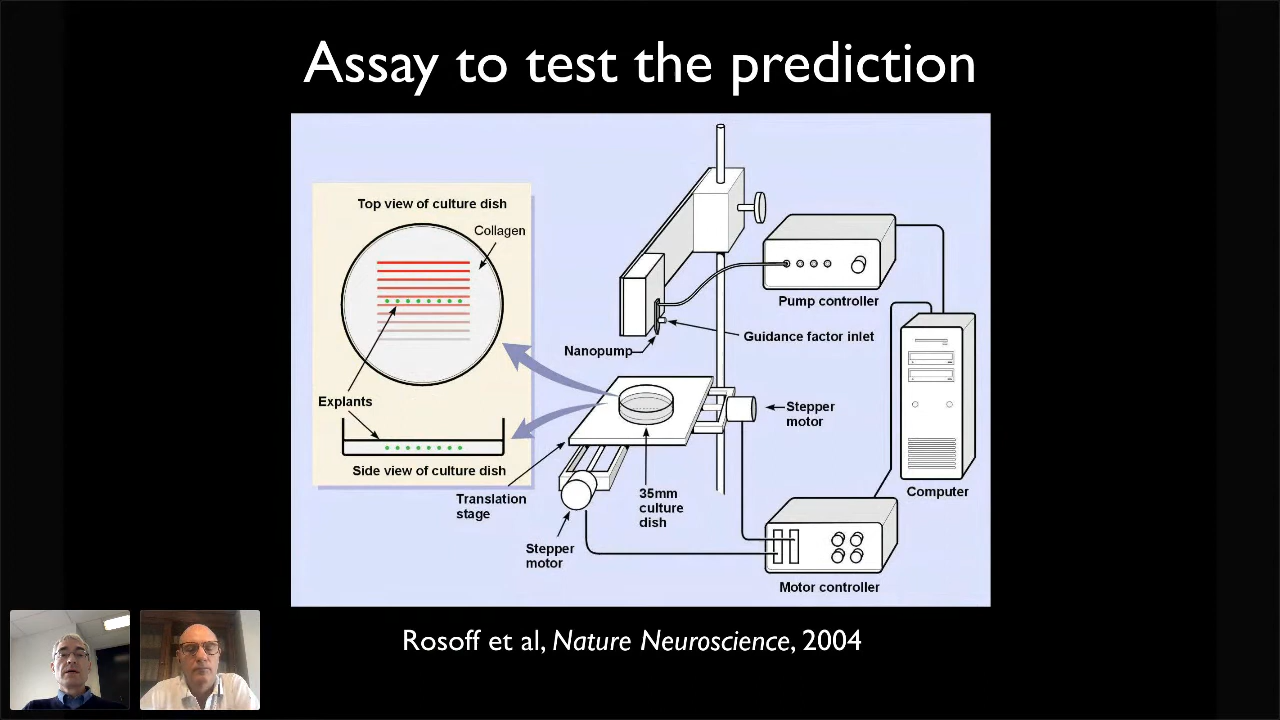 Assay to test the prediction
Top view of culture dish
Collagen
Explants
Side view of culture dish
Nanopump
Guidance factor inlet
Pump controller
Stepper
motor
Computer
Translation
stage
35mm
culture
dish
Stepper
motor
Motor controller
Rosoff et al, Nature Neuroscience, 2004